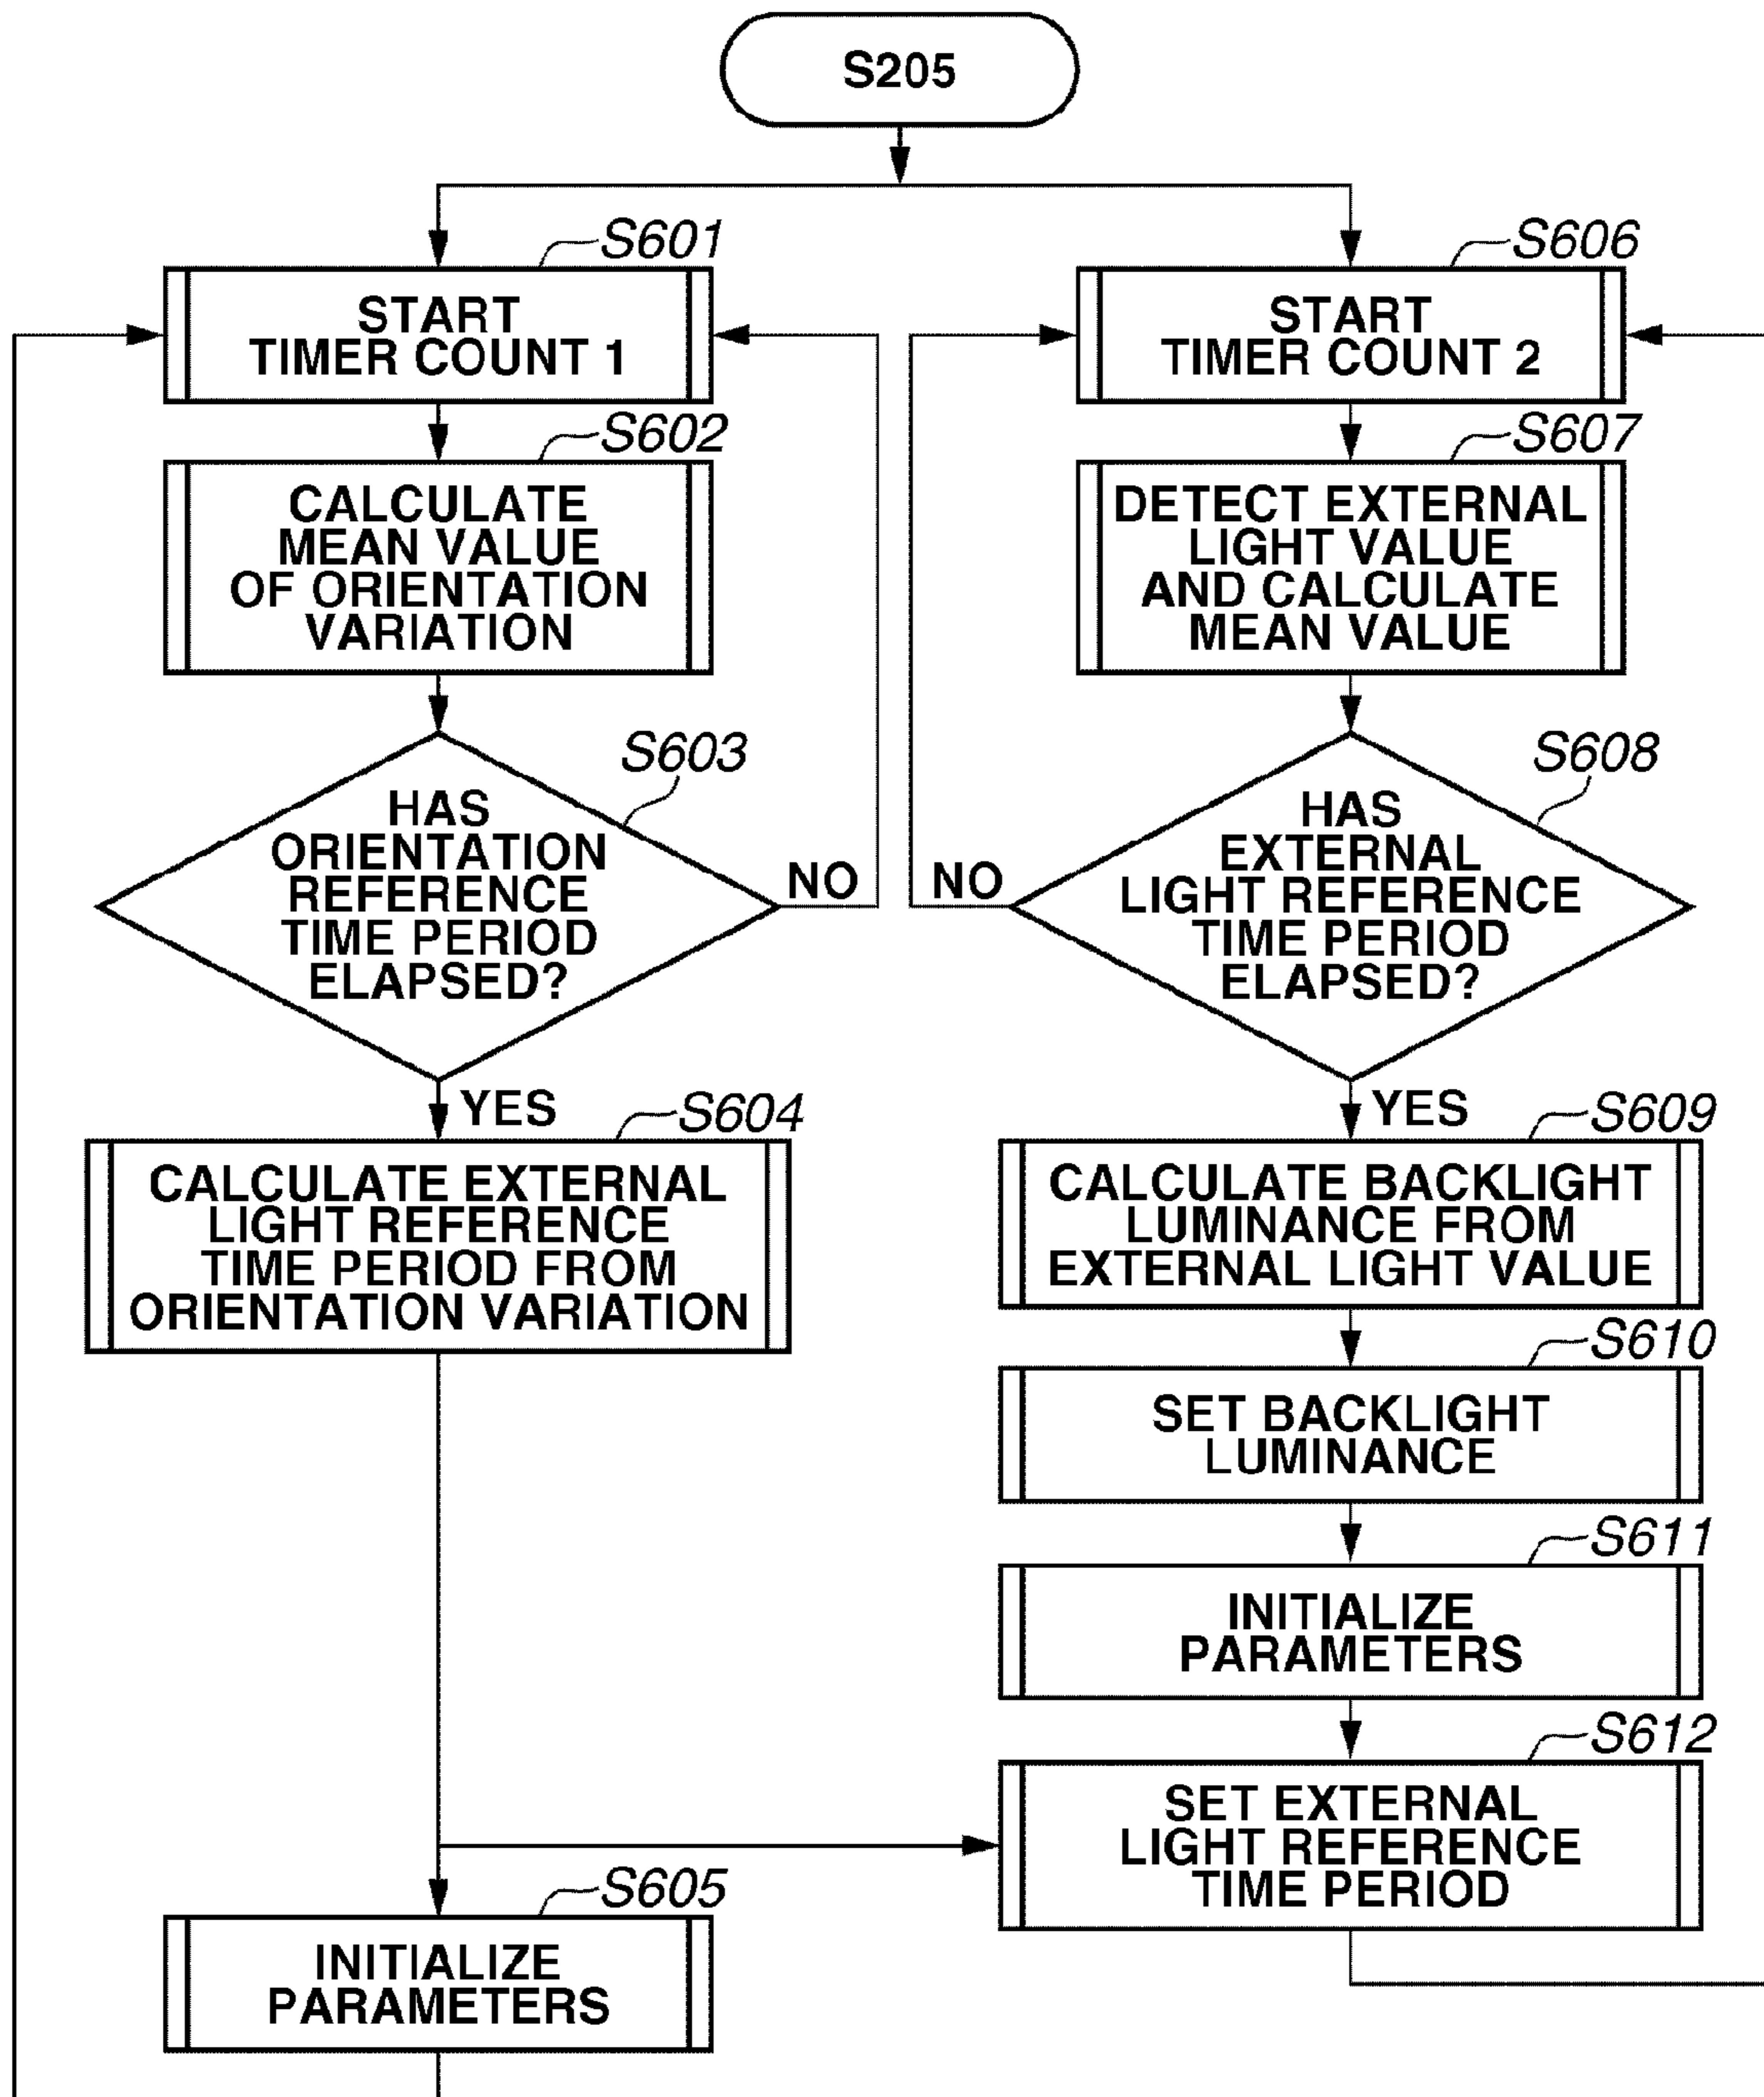 S205
S601
START
TIMER COUNT 1
S602
CALCULATE
MEAN VALUE
OF ORIENTATION
VARIATION
S603
HAS
ORIENTATION
REFERENCE
TIME PERIOD
ELAPSED?
NO
YES
S604
CALCULATE EXTERNAL
LIGHT REFERENCE
TIME PERIOD FROM
ORIENTATION VARIATION
S605
INITIALIZE
PARAMETERS
S606
START
TIMER COUNT 2
S607
DETECT EXTERNAL
LIGHT VALUE
AND CALCULATE
MEAN VALUE
S608
HAS
EXTERNAL
LIGHT REFERENCE
TIME PERIOD
ELAPSED?
NO
YES
S609
CALCULATE BACKLIGHT
LUMINANCE FROM
EXTERNAL LIGHT VALUE
S610
SET BACKLIGHT
LUMINANCE
S611
INITIALIZE
PARAMETERS
S612
SET EXTERNAL
LIGHT REFERENCE
TIME PERIOD